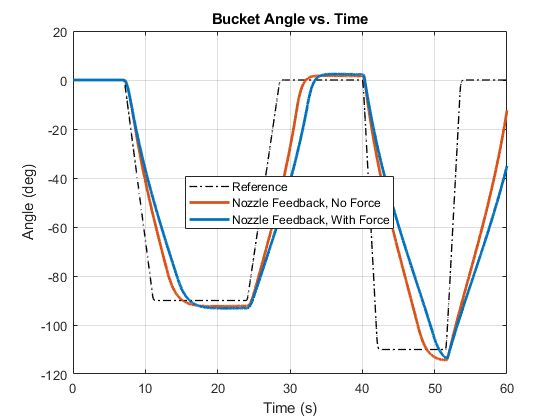 Bucket Angle vs. Time
20
0
-20
-40
-60
-80
-100
-120
Angle (deg)
Reference
Nozzle Feedback, No Force
Nozzle Feedback, With Force
0 10 20 30 40 50 60
Time (s)